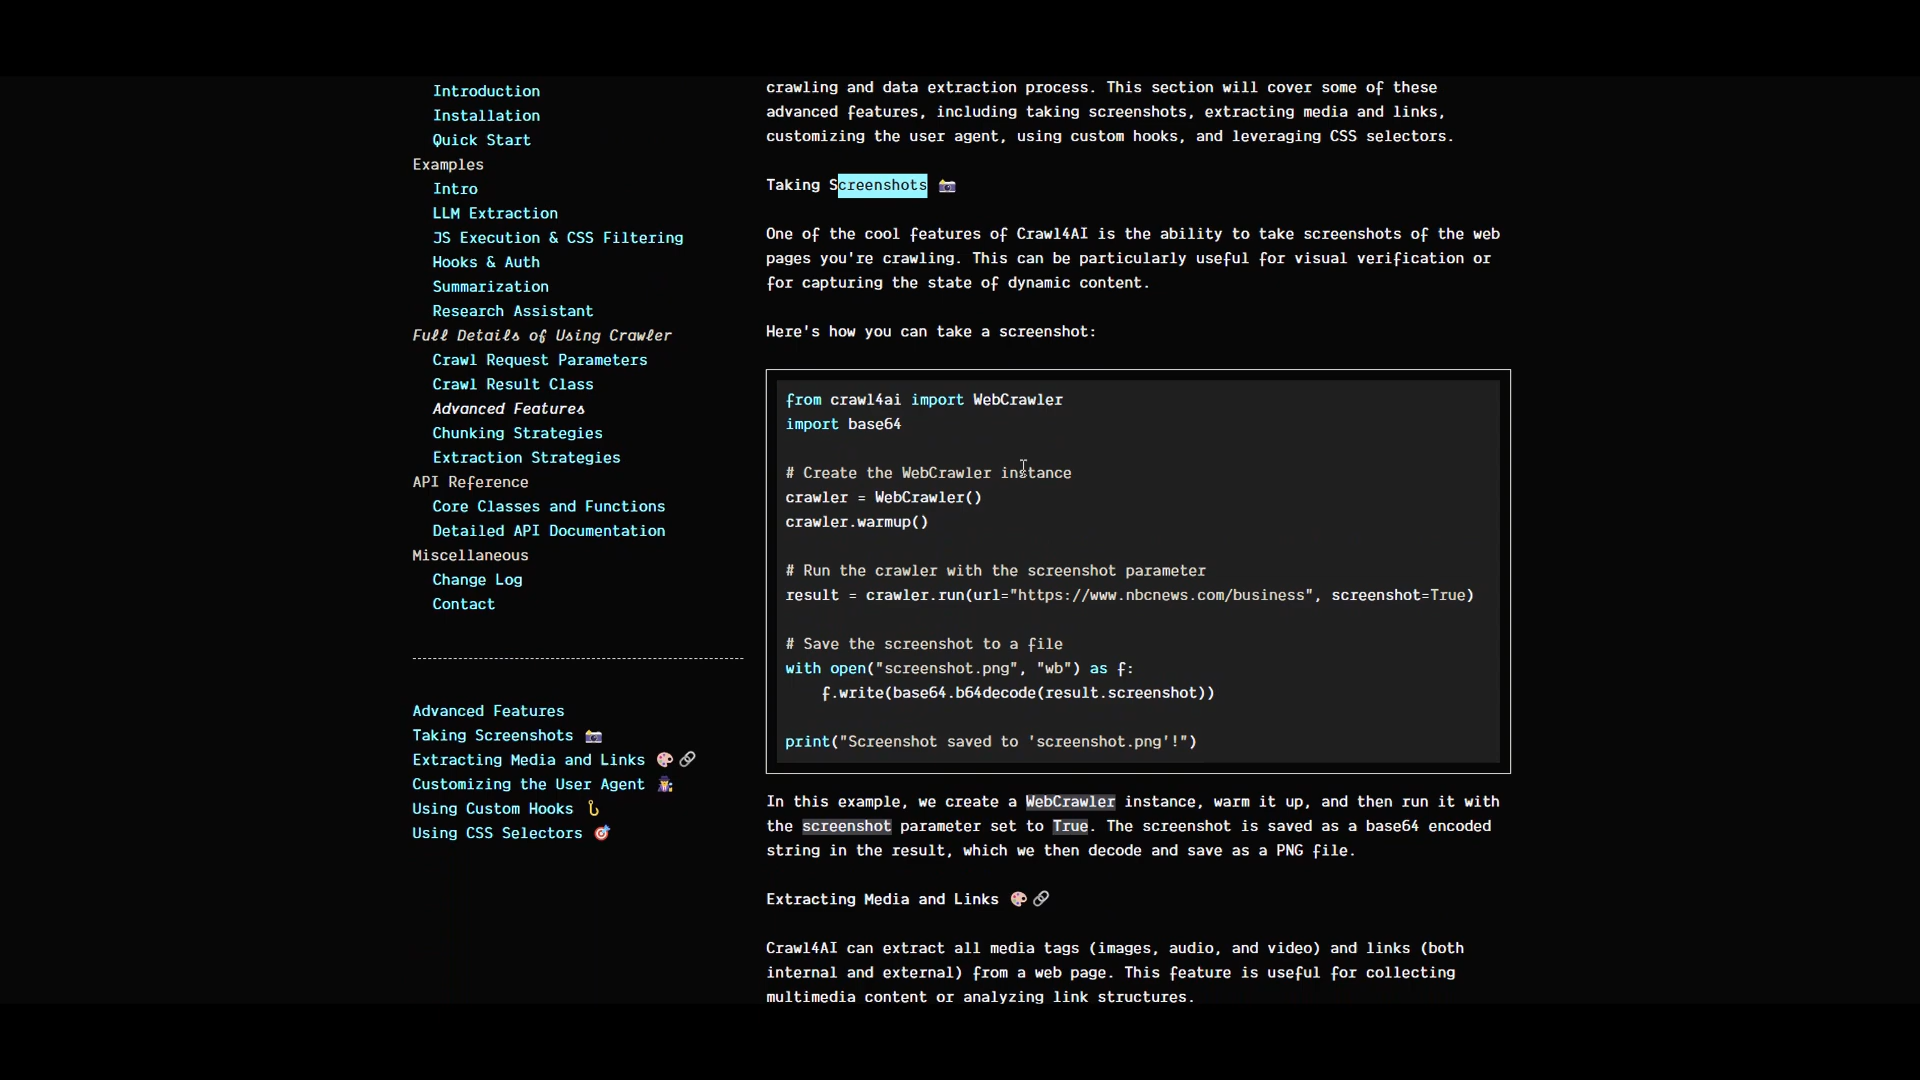 Introduction
Installation
Quick Start
Examples
Intro
LLM Extraction
JS Execution & CSS Filtering
Hooks & Auth
Summarization
Research Assistant
Full Details of Using Crawler
Crawl Request Parameters
Crawl Result Class
Advanced Features
Chunking Strategies
Extraction Strategies
API Reference
Core Classes and Functions
Detailed API Documentation
Miscellaneous
Change Log
Contact
Advanced Features
Taking Screenshots 📸
Extracting Media and Links 🎨🔗
Customizing the User Agent 🕵️‍♂️
Using Custom Hooks 🪝
Using CSS Selectors 🎯
crawling and data extraction process. This section will cover some of these
advanced features, including taking screenshots, extracting media and links,
customizing the user agent, using custom hooks, and leveraging CSS selectors.
Taking Screenshots 📸
One of the cool features of Crawl4AI is the ability to take screenshots of the web
pages you're crawling. This can be particularly useful for visual verification or
for capturing the state of dynamic content.
Here's how you can take a screenshot:
from crawl4ai import WebCrawler
import base64
# Create the WebCrawler instance
crawler = WebCrawler()
crawler.warmup()
# Run the crawler with the screenshot parameter
result = crawler.run(url="https://www.nbcnews.com/business", screenshot=True)
# Save the screenshot to a file
with open("screenshot.png", "wb") as f:
    f.write(base64.b64decode(result.screenshot))
print("Screenshot saved to 'screenshot.png'!")
In this example, we create a WebCrawler instance, warm it up, and then run it with
the screenshot parameter set to True. The screenshot is saved as a base64 encoded
string in the result, which we then decode and save as a PNG file.
Extracting Media and Links 🎨🔗
Crawl4AI can extract all media tags (images, audio, and video) and links (both
internal and external) from a web page. This feature is useful for collecting
multimedia content or analyzing link structures.